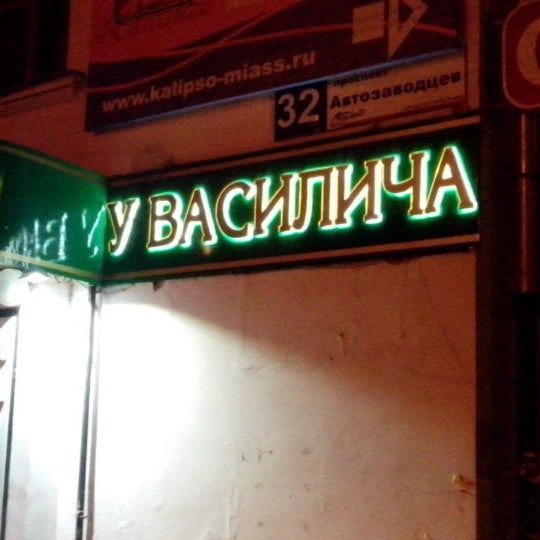 www.kalipso-miass.ru
32
проспект
Автозаводцев
У ВАСИЛИЧА